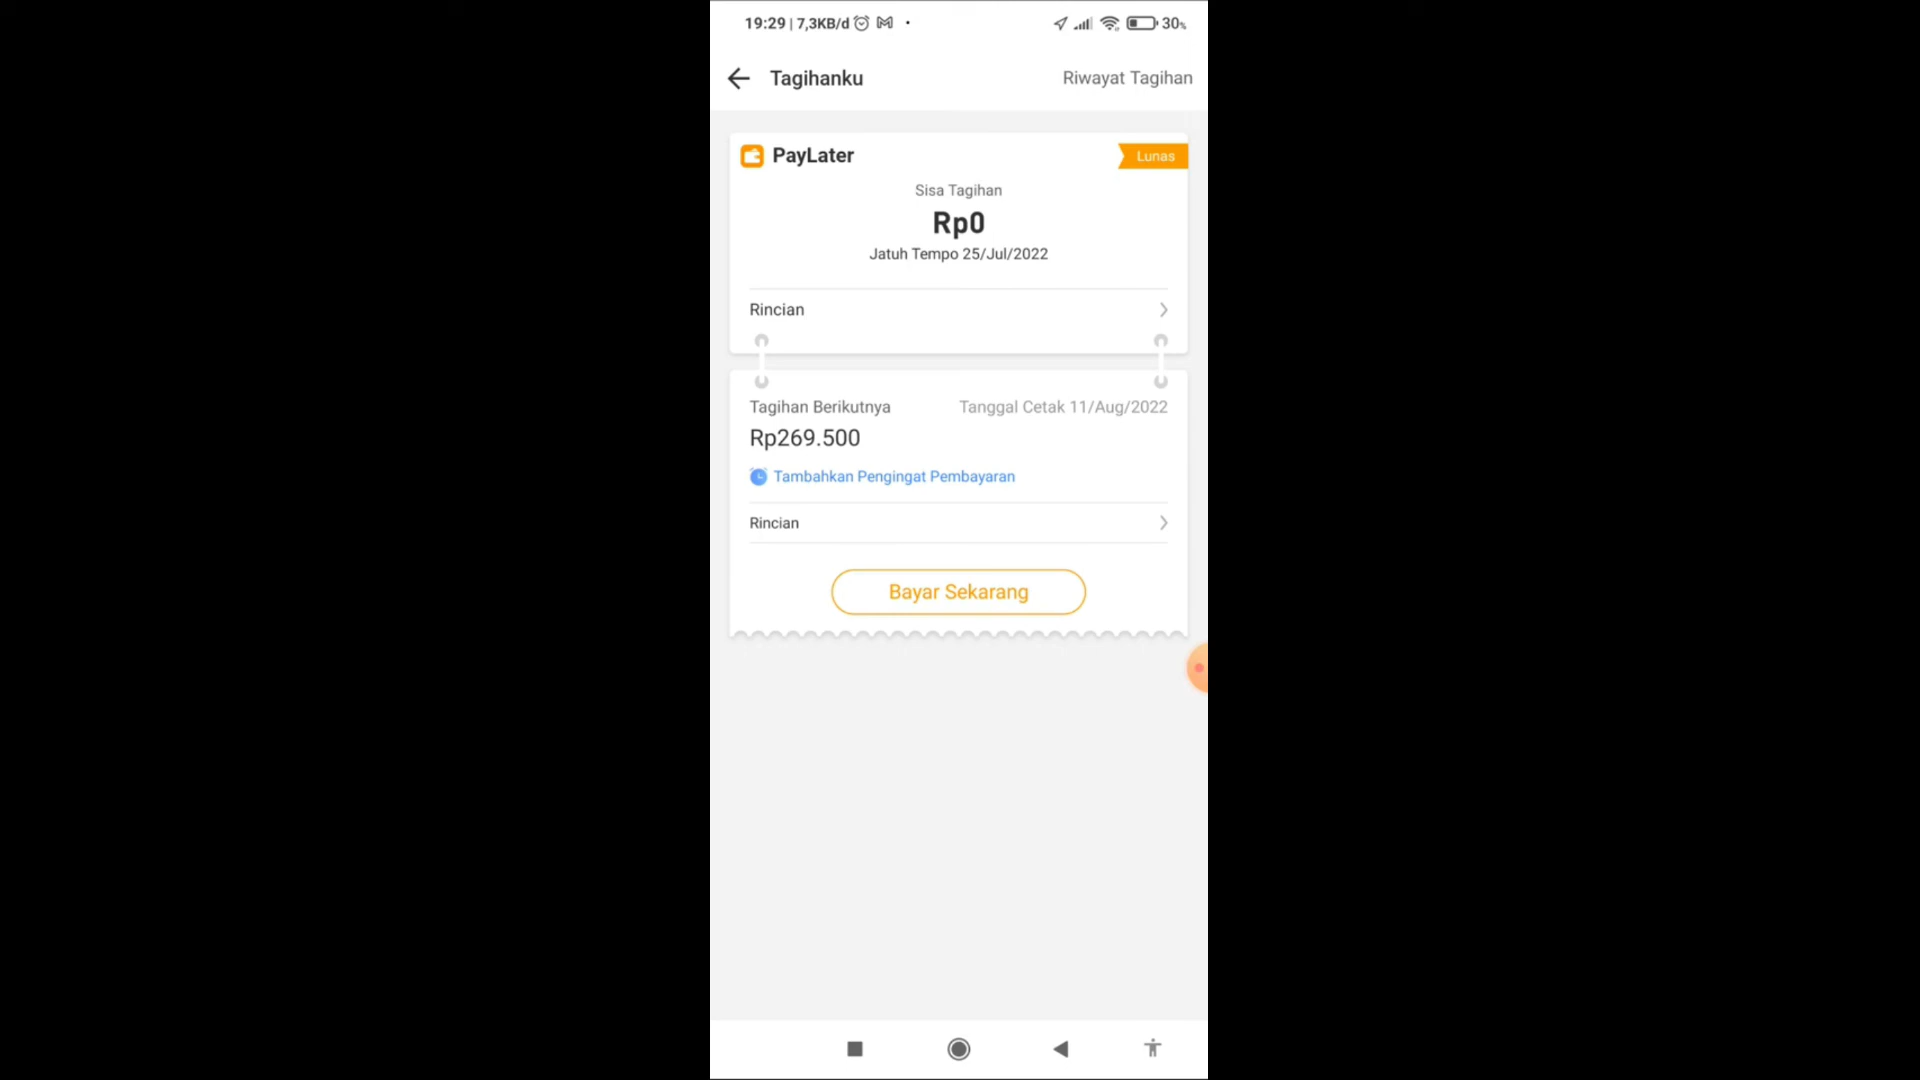 19:29 | 7,3KB/d
30%
Tagihanku
Riwayat Tagihan
PayLater
Lunas
Sisa Tagihan
Rp0
Jatuh Tempo 25/Jul/2022
Rincian
Tagihan Berikutnya
Tanggal Cetak 11/Aug/2022
Rp269.500
Tambahkan Pengingat Pembayaran
Rincian
Bayar Sekarang